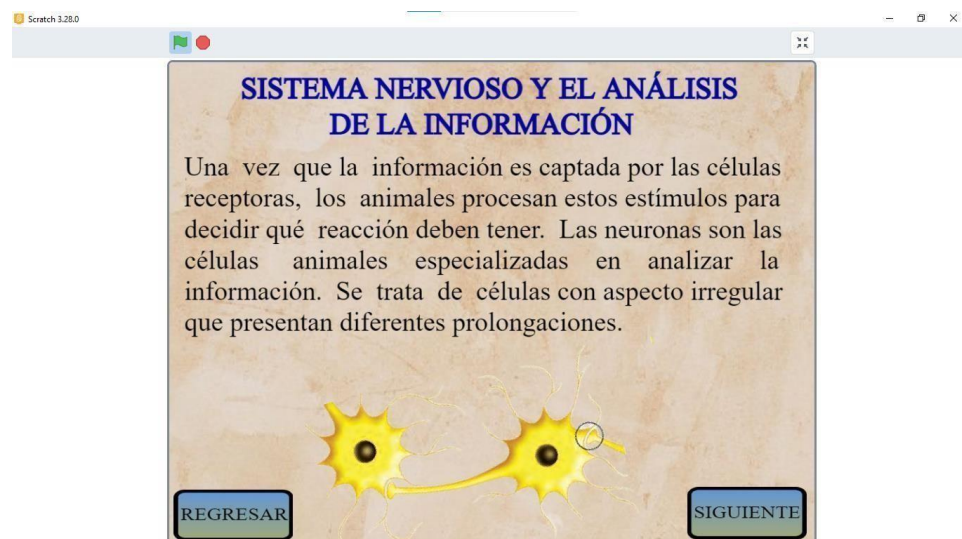 Scratch 3.28.0
SISTEMA NERVIOSO Y EL ANÁLISIS
DE LA INFORMACIÓN
Una vez que la información es captada por las células
receptoras, los animales procesan estos estímulos para
decidir qué reacción deben tener. Las neuronas son las
células animales especializadas en analizar la
información. Se trata de células con aspecto irregular
que presentan diferentes prolongaciones.
REGRESAR
SIGUIENTE